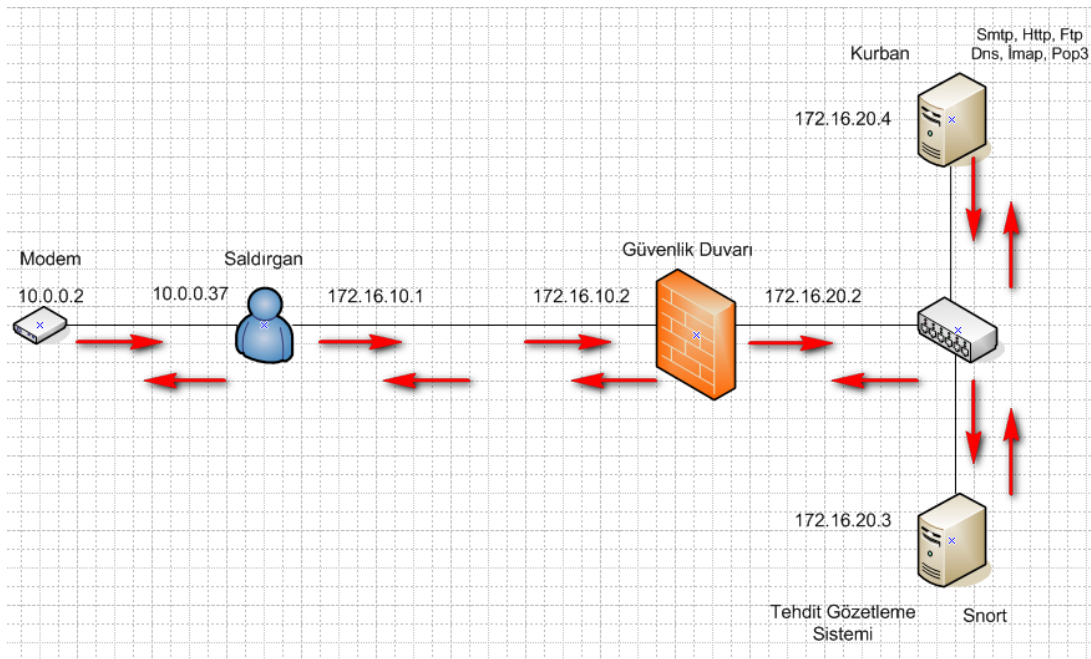 Smtp, Http, Ftp
Dns, İmap, Pop3
Kurban
172.16.20.4
Güvenlik Duvarı
Modem
Saldırgan
10.0.0.2
10.0.0.37
172.16.10.1
172.16.10.2
172.16.20.2
172.16.20.3
Tehdit Gözetleme
Sistemi
Snort